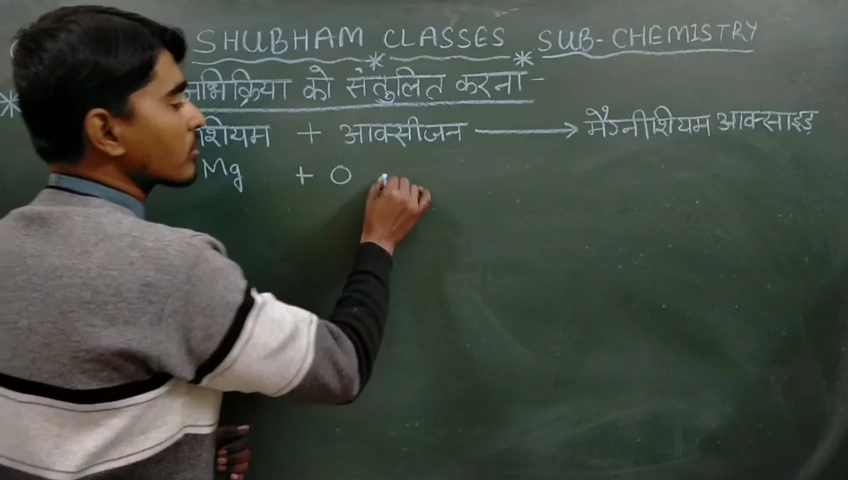 * SHUBHAM CLASSES * SUB-CHEMISTRY
* अभिक्रिया को संतुलित करना-
शियम + आक्सीजन ⟶ मैग्नीशियम आक्साइड़
Mg + O